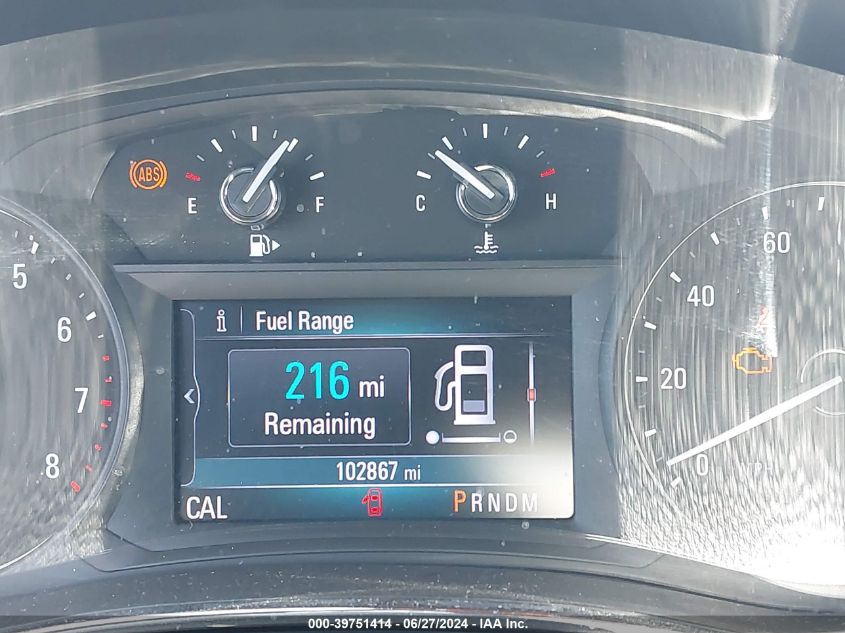 ABS
E F
C H
5
6
7
8
60
40
20
0
i Fuel Range
216 mi
Remaining
102867 mi
CAL PRNDM
000-39751414 - 06/27/2024 - IAA Inc.